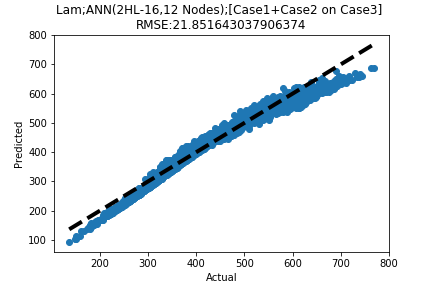 Lam;ANN(2HL-16,12 Nodes);[Case1+Case2 on Case3]
RMSE:21.851643037906374
800
700
600
500
400
300
200
100
Predicted
200 300 400 500 600 700 800
Actual